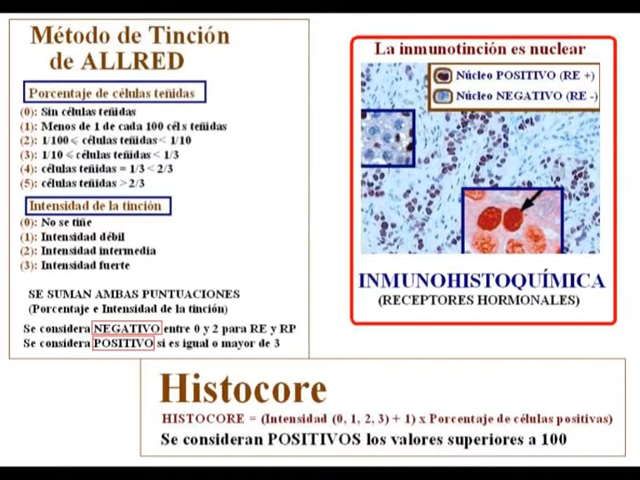 Método de Tinción
de ALLRED
Porcentaje de células teñidas
(0): Sin células teñidas
(1): Menos de 1 de cada 100 céls teñidas
(2): 1/100 ⩽ células teñidas < 1/10
(3): 1/10 ⩽ células teñidas < 1/3
(4): células teñidas = 1/3 < 2/3
(5): células teñidas > 2/3
Intensidad de la tinción
(0): No se tiñe
(1): Intensidad débil
(2): Intensidad intermedia
(3): Intensidad fuerte
SE SUMAN AMBAS PUNTUACIONES
(Porcentaje e Intensidad de la tinción)
Se considera NEGATIVO entre 0 y 2 para RE y RP
Se considera POSITIVO si es igual o mayor de 3
La inmunotinción es nuclear
Núcleo POSITIVO (RE +)
Núcleo NEGATIVO (RE -)
INMUNOHISTOQUÍMICA
(RECEPTORES HORMONALES)
Histocore
HISTOCORE = (Intensidad (0, 1, 2, 3) + 1) x Porcentaje de células positivas)
Se consideran POSITIVOS los valores superiores a 100